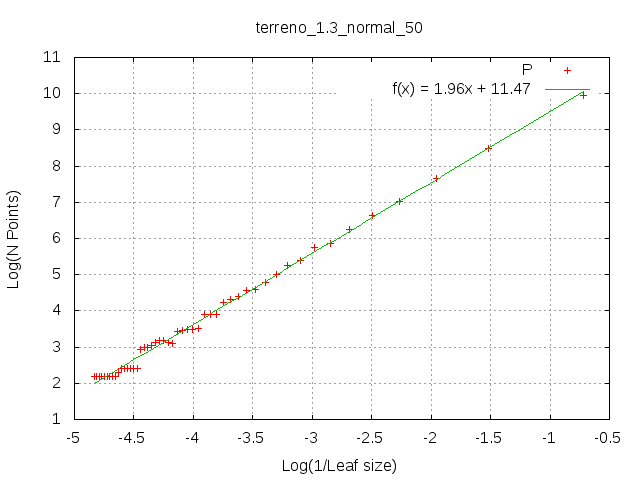 terreno_1.3_normal_50
11
10
9
8
7
6
5
4
3
2
1
P
f(x) = 1.96x + 11.47
Log(N Points)
-5 -4.5 -4 -3.5 -3 -2.5 -2 -1.5 -1 -0.5
Log(1/Leaf size)